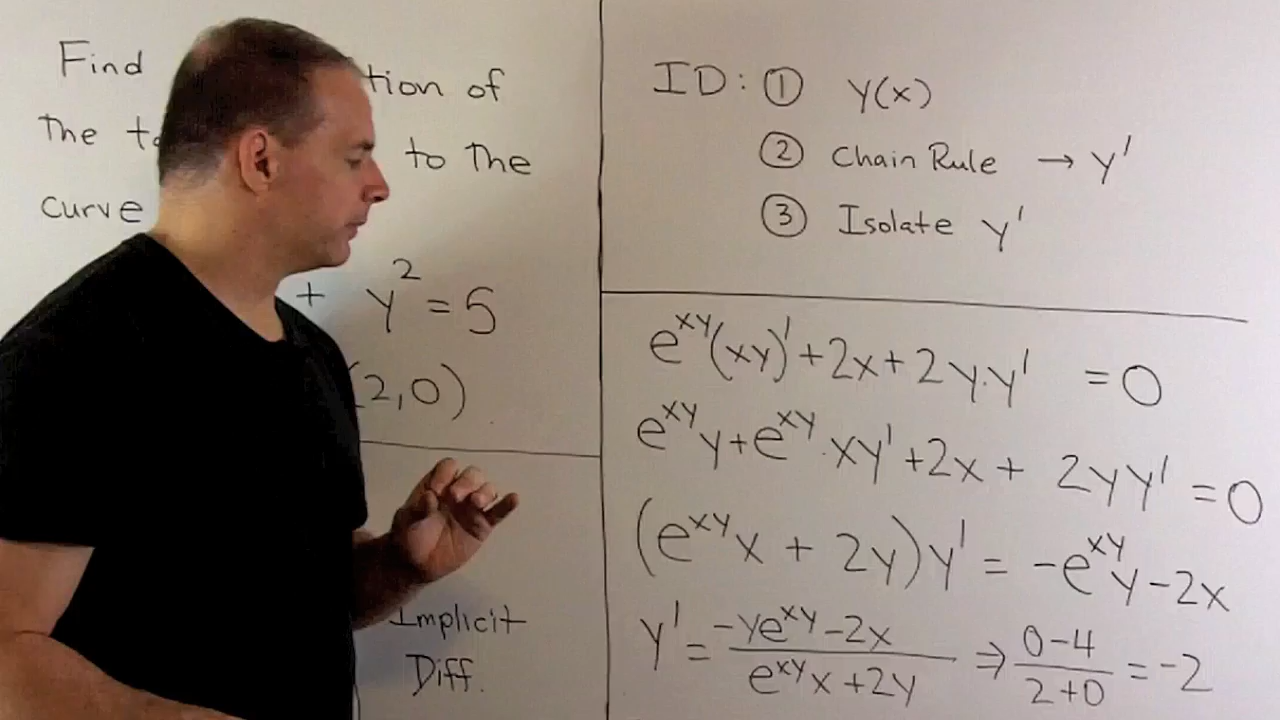 Find tion of
The to The
curve
+ y² = 5
(2,0)
Implicit
Diff.
ID: ① y(x)
② Chain Rule → y'
③ Isolate y'
e^{xy}(xy)' + 2x + 2y·y' = 0
e^{xy}y + e^{xy}·xy' + 2x + 2yy' = 0
(e^{xy}x + 2y)y' = -e^{xy}y - 2x
y' = \frac{-ye^{xy} - 2x}{e^{xy}x + 2y} ⇒ \frac{0-4}{2+0} = -2